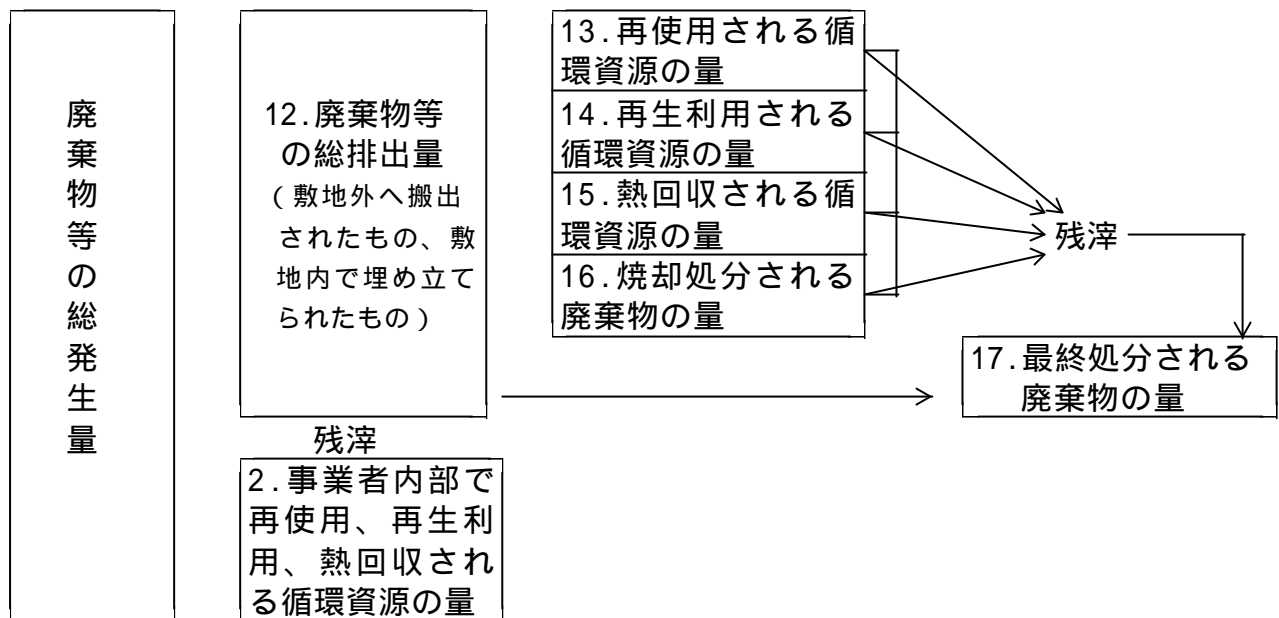 廃棄物等の総発生量
12.廃棄物等
の総排出量
（敷地外へ搬出
されたもの、敷
地内で埋め立て
られたもの）
残滓
2.事業者内部で
再使用、再生利
用、熱回収され
る循環資源の量
13.再使用される循
環資源の量
14.再生利用される
循環資源の量
15.熱回収される循
環資源の量
16.焼却処分される
廃棄物の量
残滓
17.最終処分される
廃棄物の量